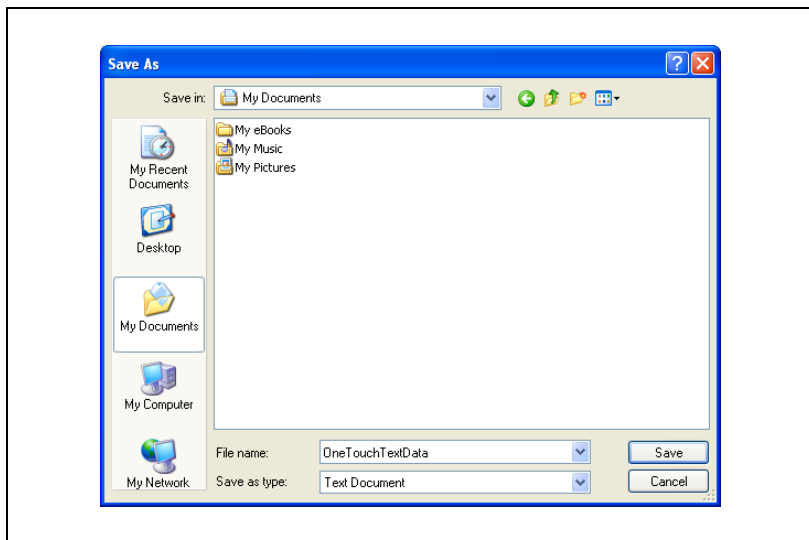 Save As
Save in: My Documents
My eBooks
My Music
My Pictures
My Recent
Documents
Desktop
My Documents
My Computer
My Network
File name: OneTouchTextData Save
Save as type: Text Document Cancel